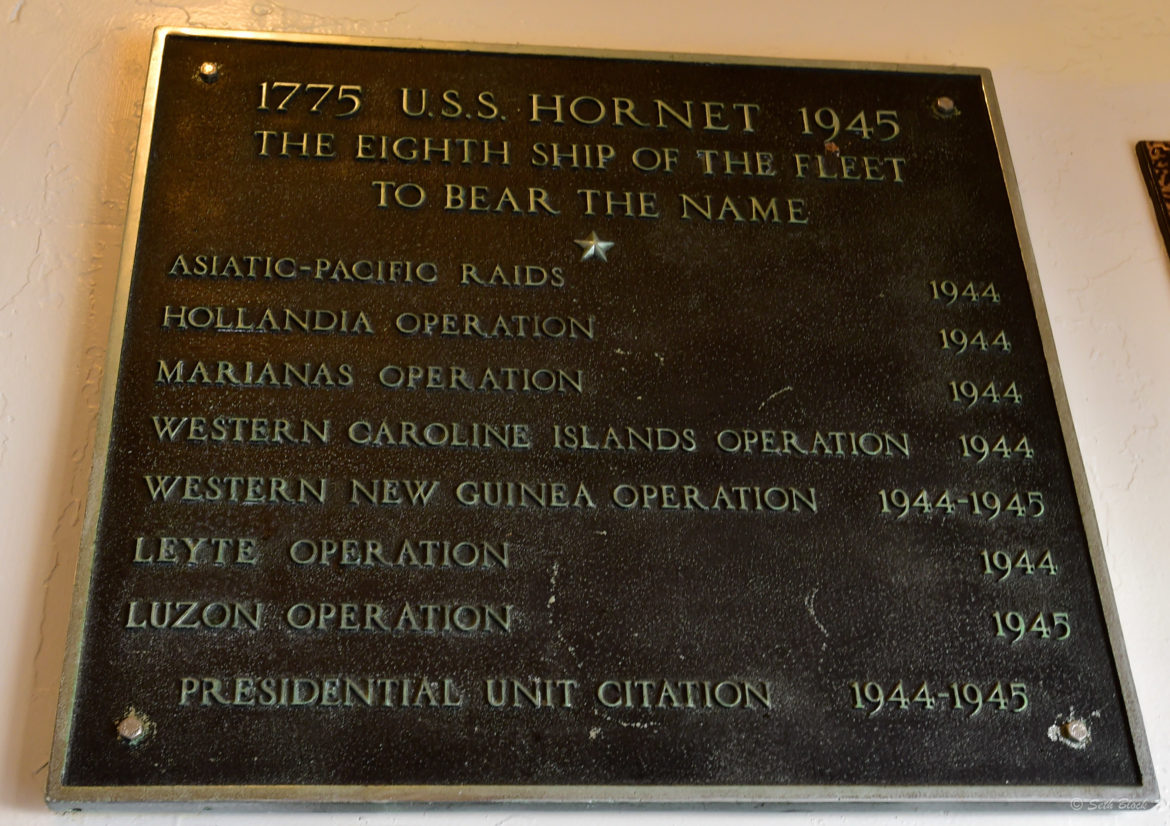 1775 U.S.S. HORNET 1945
THE EIGHTH SHIP OF THE FLEET
TO BEAR THE NAME
ASIATIC-PACIFIC RAIDS 1944
HOLLANDIA OPERATION 1944
MARIANAS OPERATION 1944
WESTERN CAROLINE ISLANDS OPERATION 1944
WESTERN NEW GUINEA OPERATION 1944-1945
LEYTE OPERATION 1944
LUZON OPERATION 1945
PRESIDENTIAL UNIT CITATION 1944-1945
© Seth Block